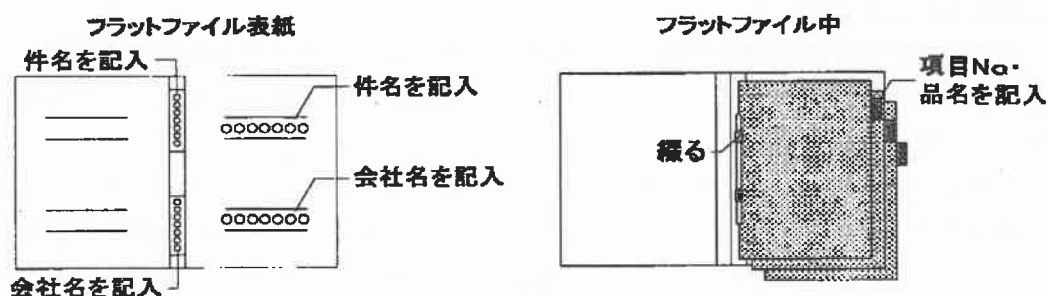 フラットファイル表紙
件名を記入
件名を記入
会社名を記入
会社名を記入
○○○○○○○
○○○○○○○
フラットファイル中
項目No・
品名を記入
綴る